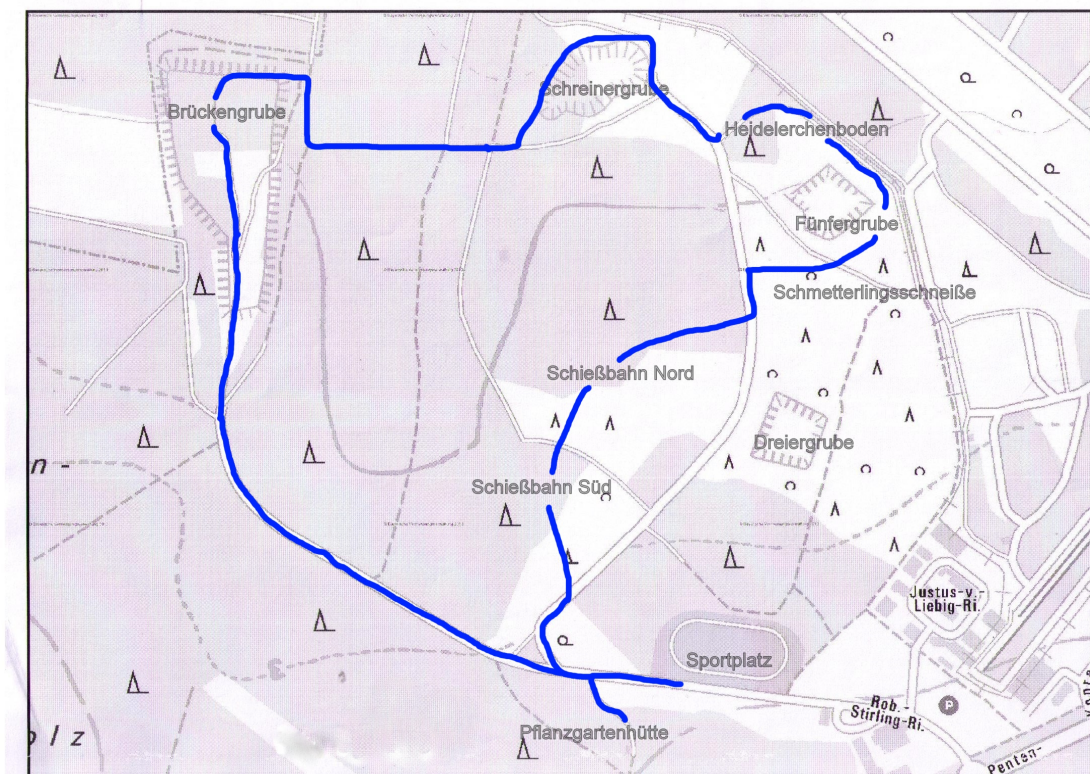 Schreinergrube
Brückengrube
Heidelerchenboden
Fünfergrube
Schmetterlingsschneiße
Schießbahn Nord
Dreiergrube
n -
Schießbahn Süd
Justus-v.-
Liebig-Ri.
Sportplatz
Rob.-
Stirling-Ri.
P
Pflanzgartenhütte
l z
Penten-